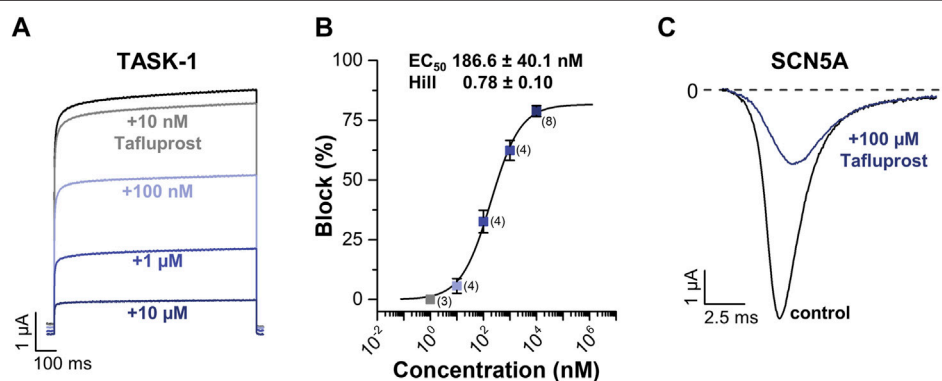 A
TASK-1
+10 nM
Tafluprost
+100 nM
+1 µM
+10 µM
1 µA
100 ms
B
EC50 186.6 ± 40.1 nM
Hill 0.78 ± 0.10
100
75
50
25
0
Block (%)
(3)
(4)
(4)
(4)
(8)
10-2
100
102
104
106
Concentration (nM)
C
SCN5A
0
+100 µM
Tafluprost
control
1 µA
2.5 ms